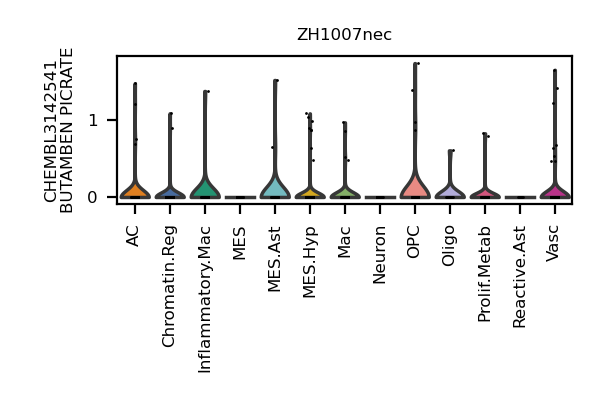 ZH1007nec
CHEMBL3142541
BUTAMBEN PICRATE
1
0
AC
Chromatin.Reg
Inflammatory.Mac
MES
MES.Ast
MES.Hyp
Mac
Neuron
OPC
Oligo
Prolif.Metab
Reactive.Ast
Vasc